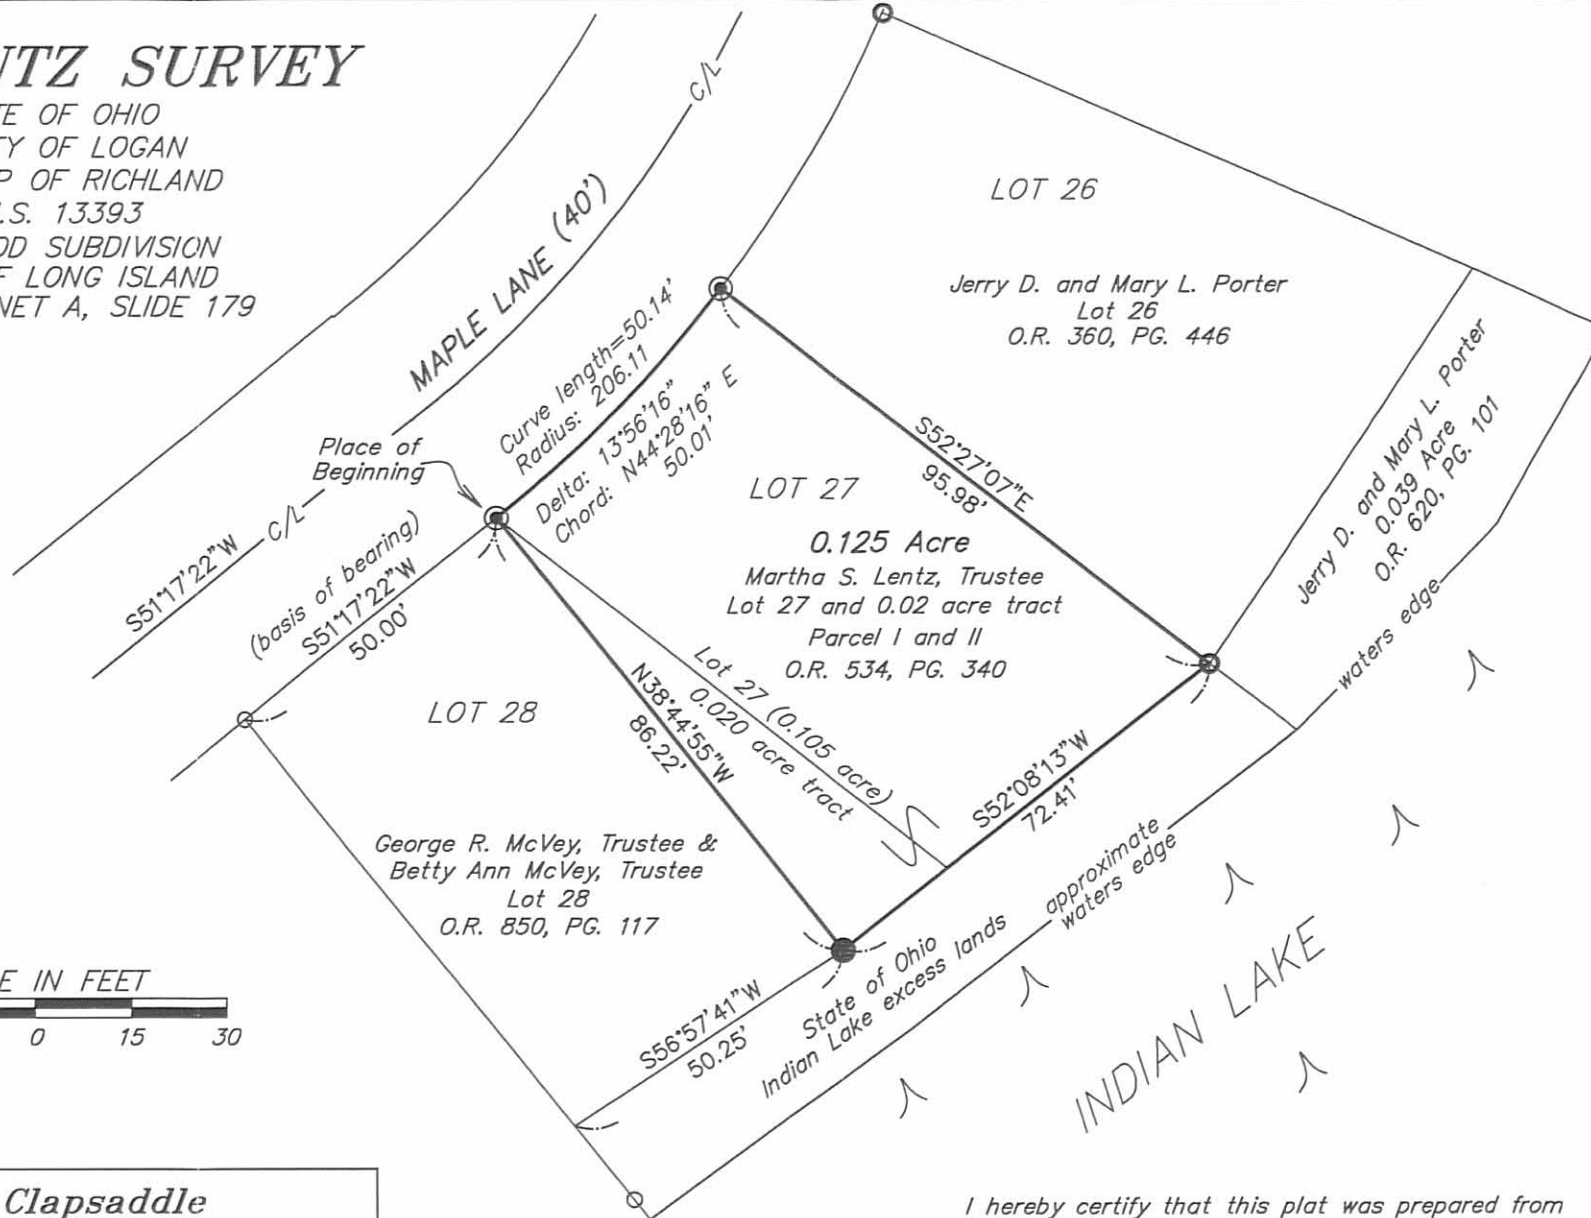 NTZ SURVEY
TE OF OHIO
TY OF LOGAN
P OF RICHLAND
.S. 13393
OD SUBDIVISION
F LONG ISLAND
NET A, SLIDE 179
C/L
MAPLE LANE (40')
LOT 26
Jerry D. and Mary L. Porter
Lot 26
O.R. 360, PG. 446
Curve length=50.14'
Radius: 206.11
Delta: 13°56'16"
Chord: N44°28'16" E
50.01'
Place of
Beginning
S51°17'22"W
C/L
(basis of bearing)
S51°17'22"W
50.00'
S52°27'07"E
95.98'
Jerry D. and Mary L. Porter
0.039 Acre
O.R. 620, PG. 101
LOT 27
0.125 Acre
Martha S. Lentz, Trustee
Lot 27 and 0.02 acre tract
Parcel I and II
O.R. 534, PG. 340
waters edge
LOT 28
N38°44'55"W
86.22'
Lot 27 (0.105 acre)
0.020 acre tract
S52°08'13"W
72.41'
George R. McVey, Trustee &
Betty Ann McVey, Trustee
Lot 28
O.R. 850, PG. 117
approximate
waters edge
State of Ohio
Indian Lake excess lands
S56°57'41"W
50.25'
INDIAN LAKE
E IN FEET
0 15 30
Clapsaddle
I hereby certify that this plat was prepared from